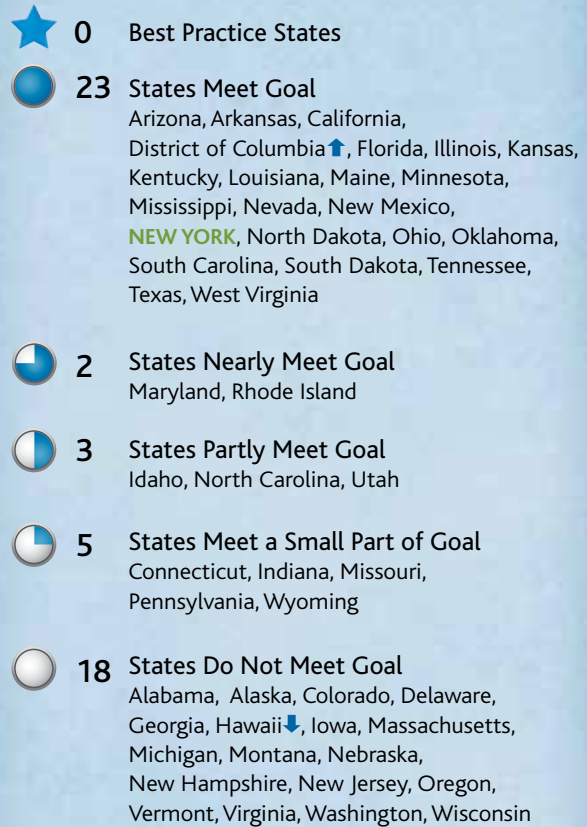 0 Best Practice States
23 States Meet Goal
Arizona, Arkansas, California,
District of Columbia⬆, Florida, Illinois, Kansas,
Kentucky, Louisiana, Maine, Minnesota,
Mississippi, Nevada, New Mexico,
NEW YORK, North Dakota, Ohio, Oklahoma,
South Carolina, South Dakota, Tennessee,
Texas, West Virginia
2 States Nearly Meet Goal
Maryland, Rhode Island
3 States Partly Meet Goal
Idaho, North Carolina, Utah
5 States Meet a Small Part of Goal
Connecticut, Indiana, Missouri,
Pennsylvania, Wyoming
18 States Do Not Meet Goal
Alabama, Alaska, Colorado, Delaware,
Georgia, Hawaii⬇, Iowa, Massachusetts,
Michigan, Montana, Nebraska,
New Hampshire, New Jersey, Oregon,
Vermont, Virginia, Washington, Wisconsin